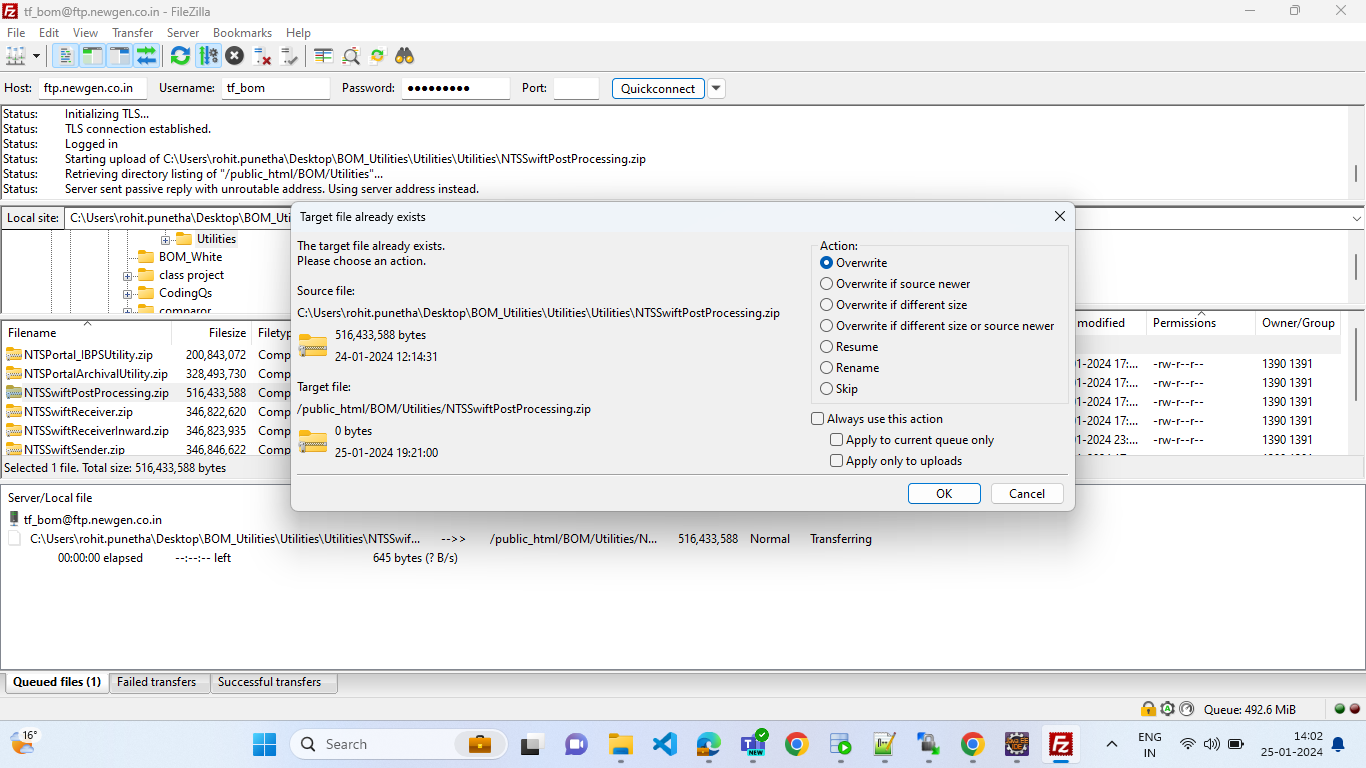 tf_bom@ftp.newgen.co.in - FileZilla
File Edit View Transfer Server Bookmarks Help
Host: ftp.newgen.co.in Username: tf_bom Password: ●●●●●●●●● Port: Quickconnect
Status: Initializing TLS...
Status: TLS connection established.
Status: Logged in
Status: Starting upload of C:\Users\rohit.punetha\Desktop\BOM_Utilities\Utilities\Utilities\NTSSwiftPostProcessing.zip
Status: Retrieving directory listing of "/public_html/BOM/Utilities"...
Status: Server sent passive reply with unroutable address. Using server address instead.
Local site: C:\Users\rohit.punetha\Desktop\BOM_Uti
Utilities
BOM_White
class project
CodingQs
comparor
Filename Filesize Filetyp
NTSPortal_IBPSUtility.zip 200,843,072 Comp
NTSPortalArchivalUtility.zip 328,493,730 Comp
NTSSwiftPostProcessing.zip 516,433,588 Comp
NTSSwiftReceiver.zip 346,822,620 Comp
NTSSwiftReceiverInward.zip 346,823,935 Comp
NTSSwiftSender.zip 346,846,622 Comp
Selected 1 file. Total size: 516,433,588 bytes
Target file already exists
The target file already exists.
Please choose an action.
Source file:
C:\Users\rohit.punetha\Desktop\BOM_Utilities\Utilities\Utilities\NTSSwiftPostProcessing.zip
516,433,588 bytes
24-01-2024 12:14:31
Target file:
/public_html/BOM/Utilities/NTSSwiftPostProcessing.zip
0 bytes
25-01-2024 19:21:00
Action:
Overwrite
Overwrite if source newer
Overwrite if different size
Overwrite if different size or source newer
Resume
Rename
Skip
Always use this action
Apply to current queue only
Apply only to uploads
OK Cancel
modified Permissions Owner/Group
01-2024 17:... -rw-r--r-- 1390 1391
01-2024 17:... -rw-r--r-- 1390 1391
01-2024 17:... -rw-r--r-- 1390 1391
01-2024 17:... -rw-r--r-- 1390 1391
01-2024 23:... -rw-r--r-- 1390 1391
Server/Local file
tf_bom@ftp.newgen.co.in
C:\Users\rohit.punetha\Desktop\BOM_Utilities\Utilities\Utilities\NTSSwif... -->> /public_html/BOM/Utilities/N... 516,433,588 Normal Transferring
00:00:00 elapsed --:--:-- left 645 bytes (? B/s)
Queued files (1) Failed transfers Successful transfers
Queue: 492.6 MiB
16°
Search
NEW
ENG
IN
14:02
25-01-2024